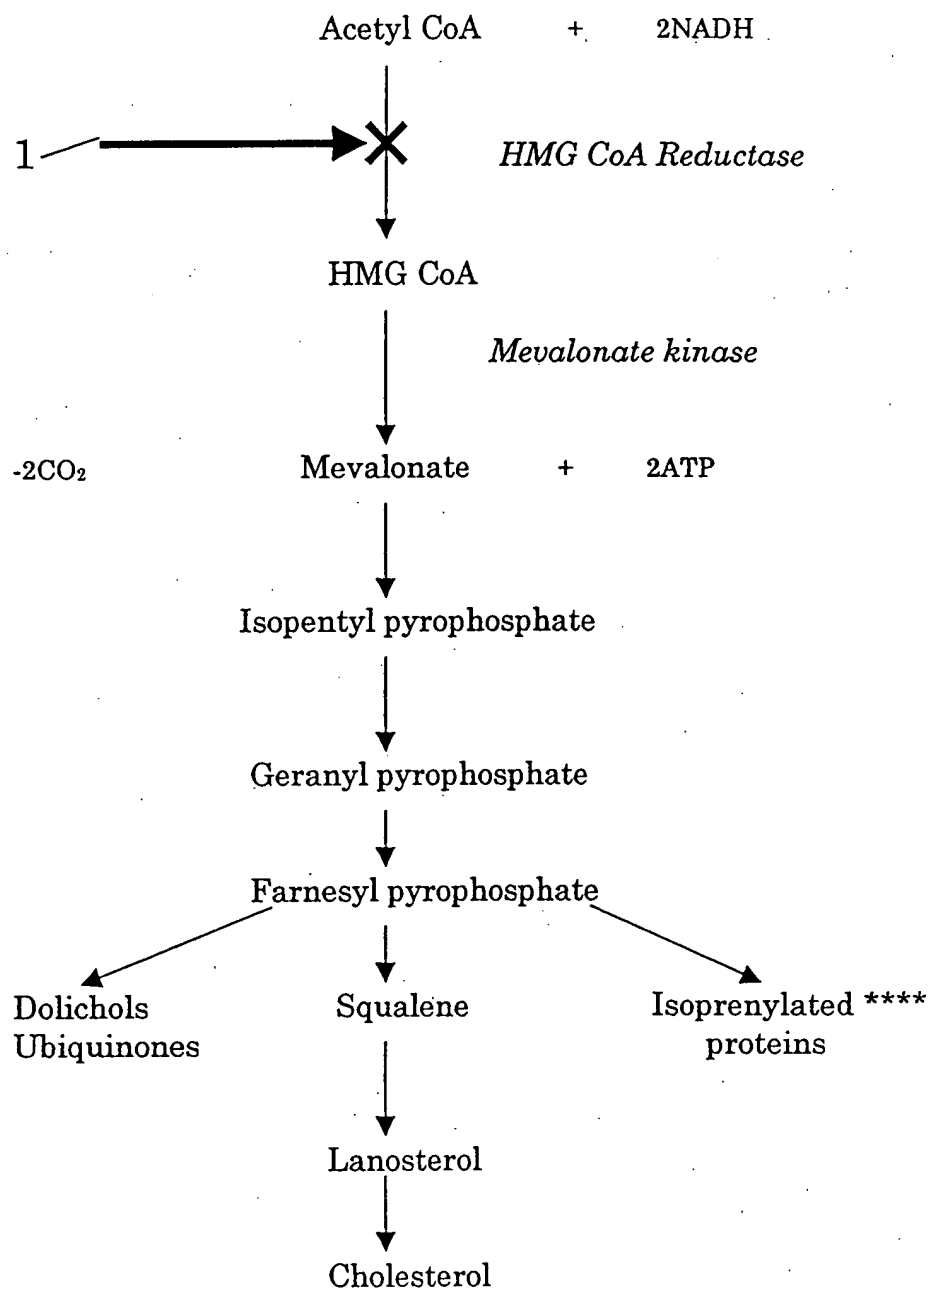 Acetyl CoA + 2NADH
1
HMG CoA Reductase
HMG CoA
Mevalonate kinase
-2CO₂ Mevalonate + 2ATP
Isopentyl pyrophosphate
Geranyl pyrophosphate
Farnesyl pyrophosphate
Dolichols
Ubiquinones
Squalene
Isoprenylated ****
proteins
Lanosterol
Cholesterol